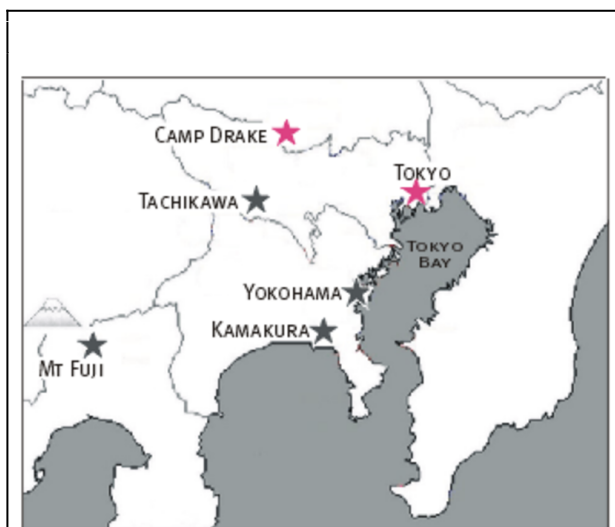 CAMP DRAKE
TOKYO
TACHIKAWA
TOKYO
BAY
YOKOHAMA
KAMAKURA
MT FUJI